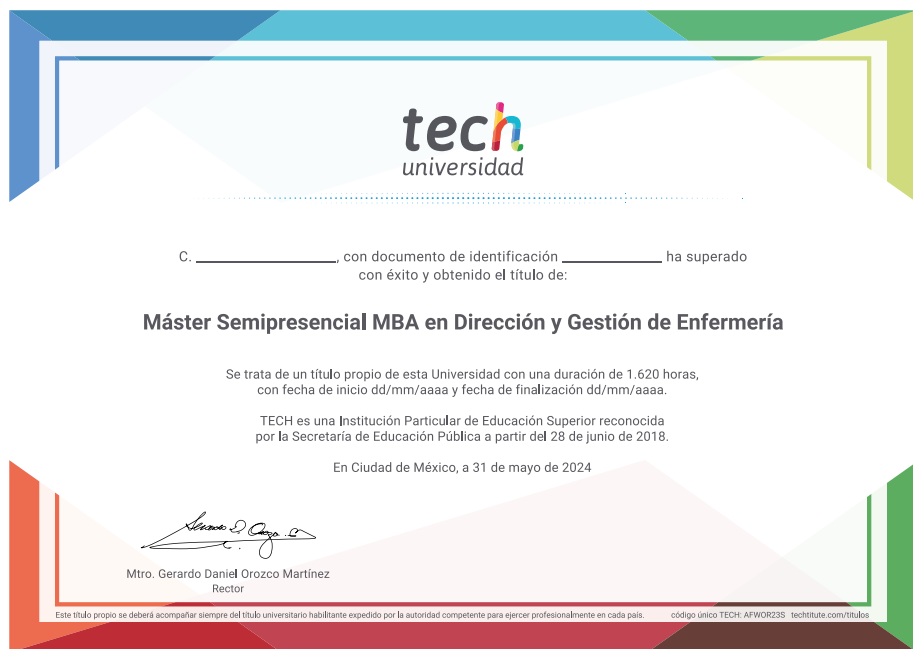 tech
universidad
C. ____________________, con documento de identificación ______________ ha superado
con éxito y obtenido el título de:
Máster Semipresencial MBA en Dirección y Gestión de Enfermería
Se trata de un título propio de esta Universidad con una duración de 1.620 horas,
con fecha de inicio dd/mm/aaaa y fecha de finalización dd/mm/aaaa.
TECH es una Institución Particular de Educación Superior reconocida
por la Secretaría de Educación Pública a partir del 28 de junio de 2018.
En Ciudad de México, a 31 de mayo de 2024
Mtro. Gerardo Daniel Orozco Martínez
Rector
Este título propio se deberá acompañar siempre del título universitario habilitante expedido por la autoridad competente para ejercer profesionalmente en cada país. código único TECH: AFWOR23S techtitute.com/titulos